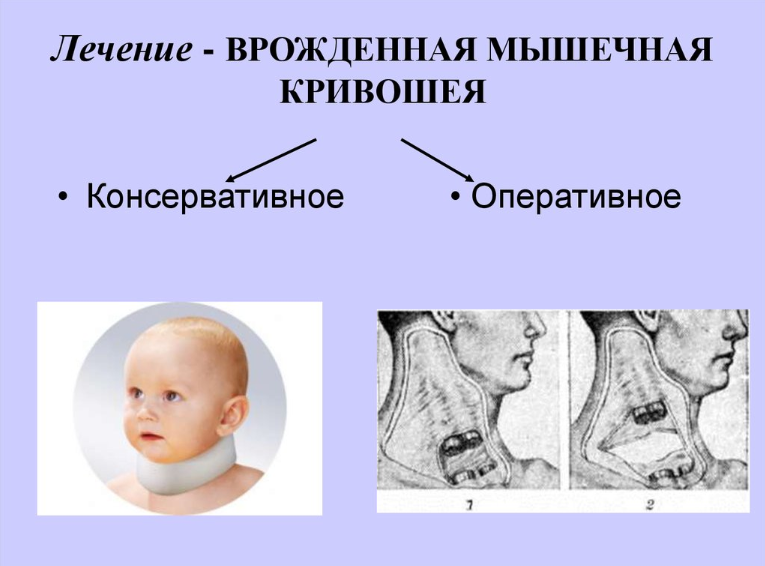 Лечение - ВРОЖДЕННАЯ МЫШЕЧНАЯ
КРИВОШЕЯ
• Консервативное
• Оперативное
1
2